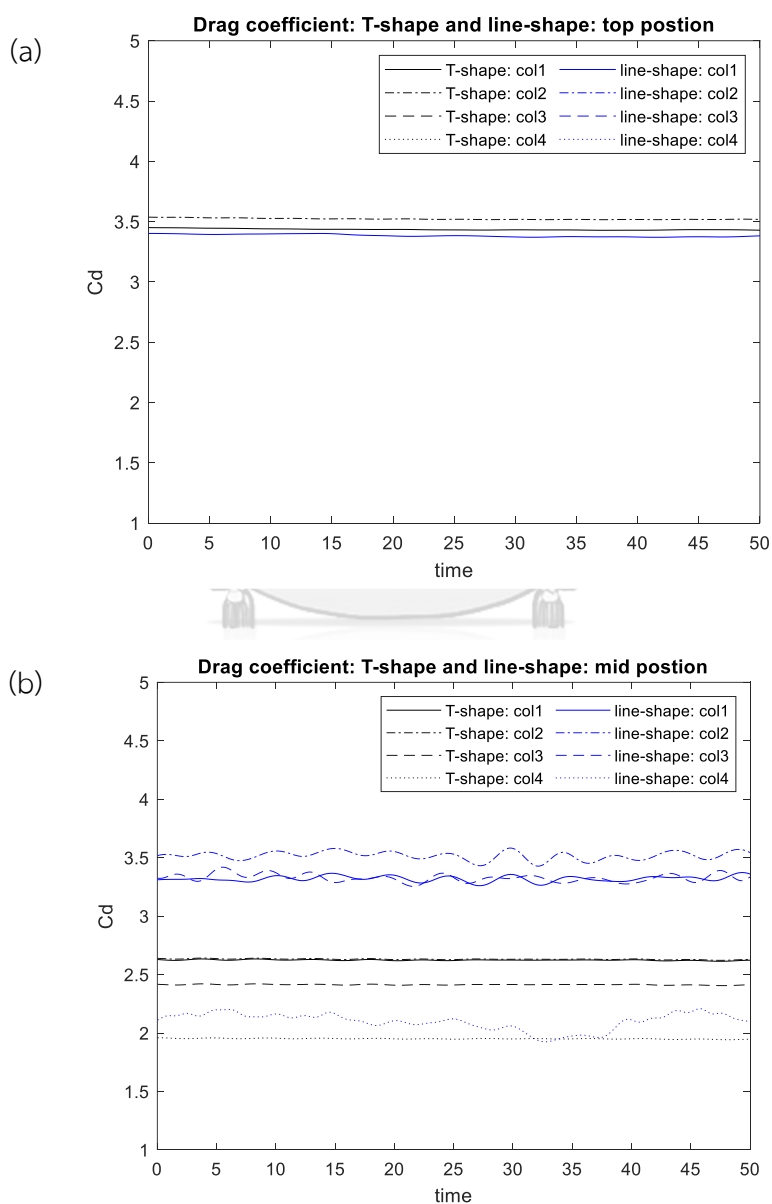 (a)
Drag coefficient: T-shape and line-shape: top postion
5
4.5
4
3.5
3
2.5
2
1.5
1
Cd
T-shape: col1 line-shape: col1
T-shape: col2 line-shape: col2
T-shape: col3 line-shape: col3
T-shape: col4 line-shape: col4
0 5 10 15 20 25 30 35 40 45 50
time
(b)
Drag coefficient: T-shape and line-shape: mid postion
5
4.5
4
3.5
3
2.5
2
1.5
1
Cd
T-shape: col1 line-shape: col1
T-shape: col2 line-shape: col2
T-shape: col3 line-shape: col3
T-shape: col4 line-shape: col4
0 5 10 15 20 25 30 35 40 45 50
time